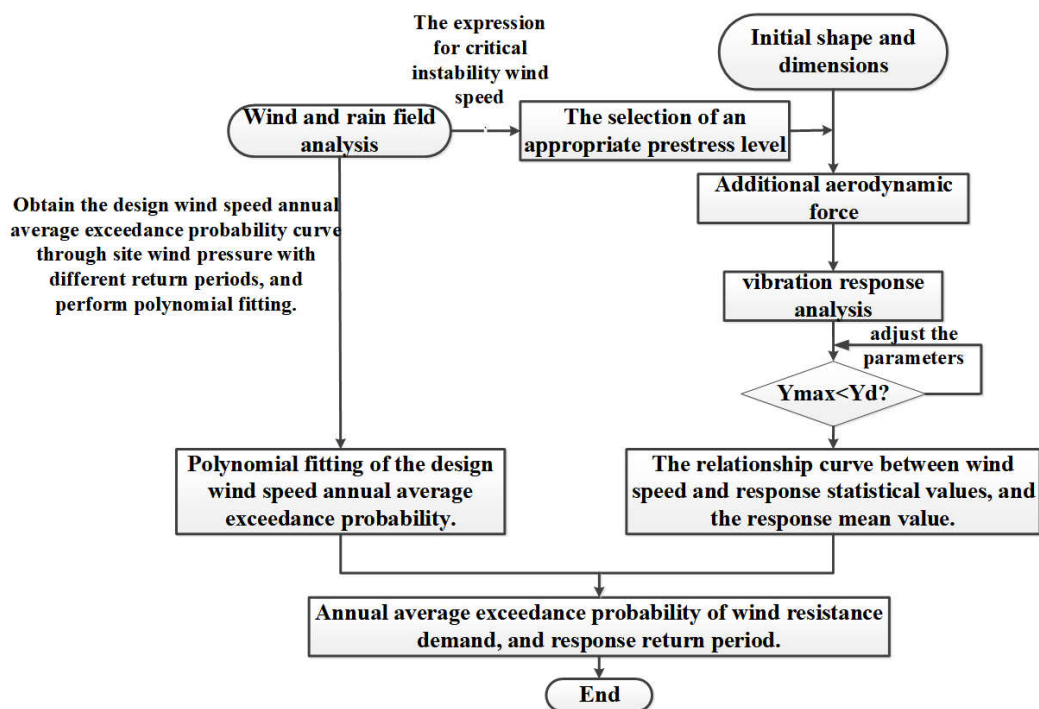 The expression
for critical
instability wind
speed
Initial shape and
dimensions
Wind and rain field
analysis
The selection of an
appropriate prestress level
Obtain the design wind speed annual
average exceedance probability curve
through site wind pressure with
different return periods, and
perform polynomial fitting.
Additional aerodynamic
force
vibration response
analysis
adjust the
parameters
Ymax<Yd?
Polynomial fitting of the design
wind speed annual average
exceedance probability.
The relationship curve between wind
speed and response statistical values, and
the response mean value.
Annual average exceedance probability of wind resistance
demand, and response return period.
End